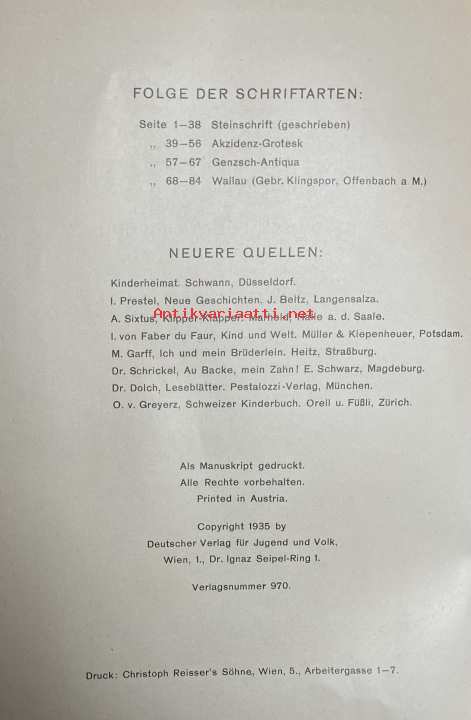 FOLGE DER SCHRIFTARTEN:
Seite 1—38 Steinschrift (geschrieben)
„ 39—56 Akzidenz-Grotesk
„ 57—67 Genzsch-Antiqua
„ 68—84 Wallau (Gebr. Klingspor, Offenbach a M.)
NEUERE QUELLEN:
Kinderheimat. Schwann, Düsseldorf.
I. Prestel, Neue Geschichten. J. Beltz, Langensalza.
Antikvariaatti.net
A. Sixtus, Klipper-Klapper. Halle a. d. Saale.
I. von Faber du Faur, Kind und Welt. Müller & Kiepenheuer, Potsdam.
M. Garff, Ich und mein Brüderlein. Heitz, Straßburg.
Dr. Schrickel, Au Backe, mein Zahn! E. Schwarz, Magdeburg.
Dr. Dolch, Leseblätter. Pestalozzi-Verlag, München.
O. v. Greyerz, Schweizer Kinderbuch. Orell u. Füßli, Zürich.
Als Manuskript gedruckt.
Alle Rechte vorbehalten.
Printed in Austria.
Copyright 1935 by
Deutscher Verlag für Jugend und Volk,
Wien, 1., Dr. Ignaz Seipel-Ring 1.
Verlagsnummer 970.
Druck: Christoph Reisser's Söhne, Wien, 5., Arbeitergasse 1—7.